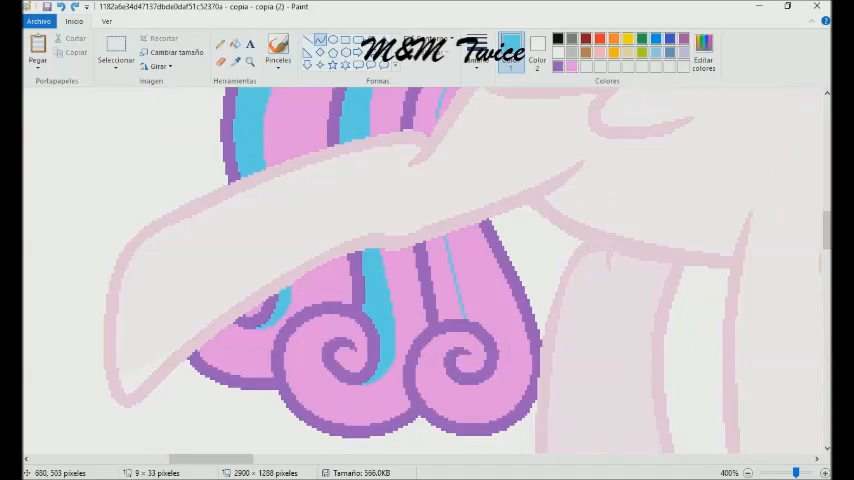 1182a6e34d47137dbde0daf51c52370a - copia - copia (2) - Paint
Archivo Inicio Ver
Pegar
Cortar
Copiar
Portapapeles
Seleccionar
Recortar
Cambiar tamaño
Girar
Imagen
A
Herramientas
Pinceles
Formas
M&M Twice
Color 1
Color 2
Editar colores
Colores
680, 503 píxeles
9 × 33 píxeles
2900 × 1288 píxeles
Tamaño: 566.0KB
400%